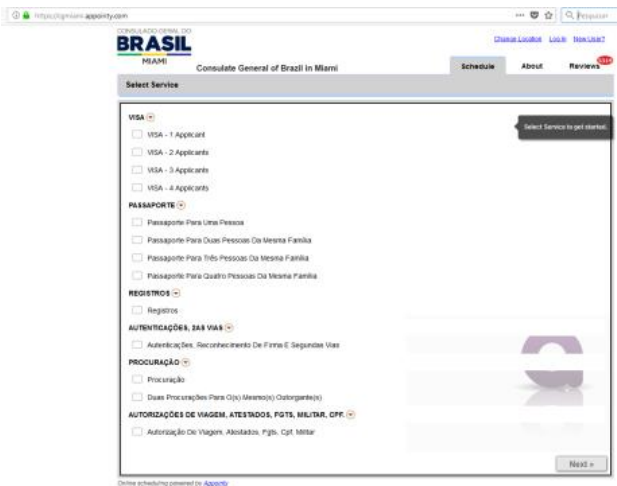 appointy.com
Pesquisar
CONSULADO-GERAL DO
BRASIL
MIAMI
Consulate General of Brazil in Miami
Change Location Log In New User?
Schedule About Reviews
Select Service
Select Service to get started.
VISA
VISA - 1 Applicant
VISA - 2 Applicants
VISA - 3 Applicants
VISA - 4 Applicants
PASSAPORTE
Passaporte Para Uma Pessoa
Passaporte Para Duas Pessoas Da Mesma Família
Passaporte Para Três Pessoas Da Mesma Família
Passaporte Para Quatro Pessoas Da Mesma Família
REGISTROS
Registros
AUTENTICAÇÕES, 2AS VIAS
Autenticações, Reconhecimento De Firma E Segundas Vias
PROCURAÇÃO
Procuração
Duas Procurações Para O(s) Mesmo(s) Outorgante(s)
AUTORIZAÇÕES DE VIAGEM, ATESTADOS, FGTS, MILITAR, CPF.
Autorização De Viagem, Atestados, Fgts, Cpf, Militar
Next »
Online scheduling powered by Appointy